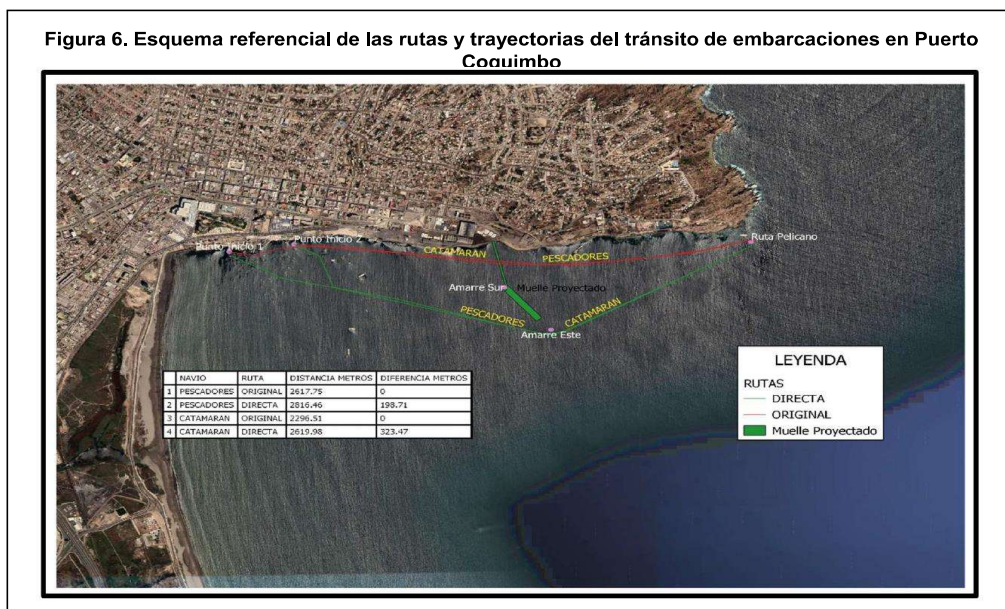 Figura 6. Esquema referencial de las rutas y trayectorias del tránsito de embarcaciones en Puerto
Coquimbo
Punto Inicio 1
Punto Inicio 2
CATAMARAN
PESCADORES
Ruta Pelicano
Amarre Sur
Muelle Proyectado
PESCADORES
CATAMARAN
Amarre Este
NAVIO RUTA DISTANCIA METROS DIFERENCIA METROS
1 PESCADORES ORIGINAL 2617.75 0
2 PESCADORES DIRECTA 2816.46 198.71
3 CATAMARAN ORIGINAL 2296.51 0
4 CATAMARAN DIRECTA 2619.98 323.47
LEYENDA
RUTAS
DIRECTA
ORIGINAL
Muelle Proyectado